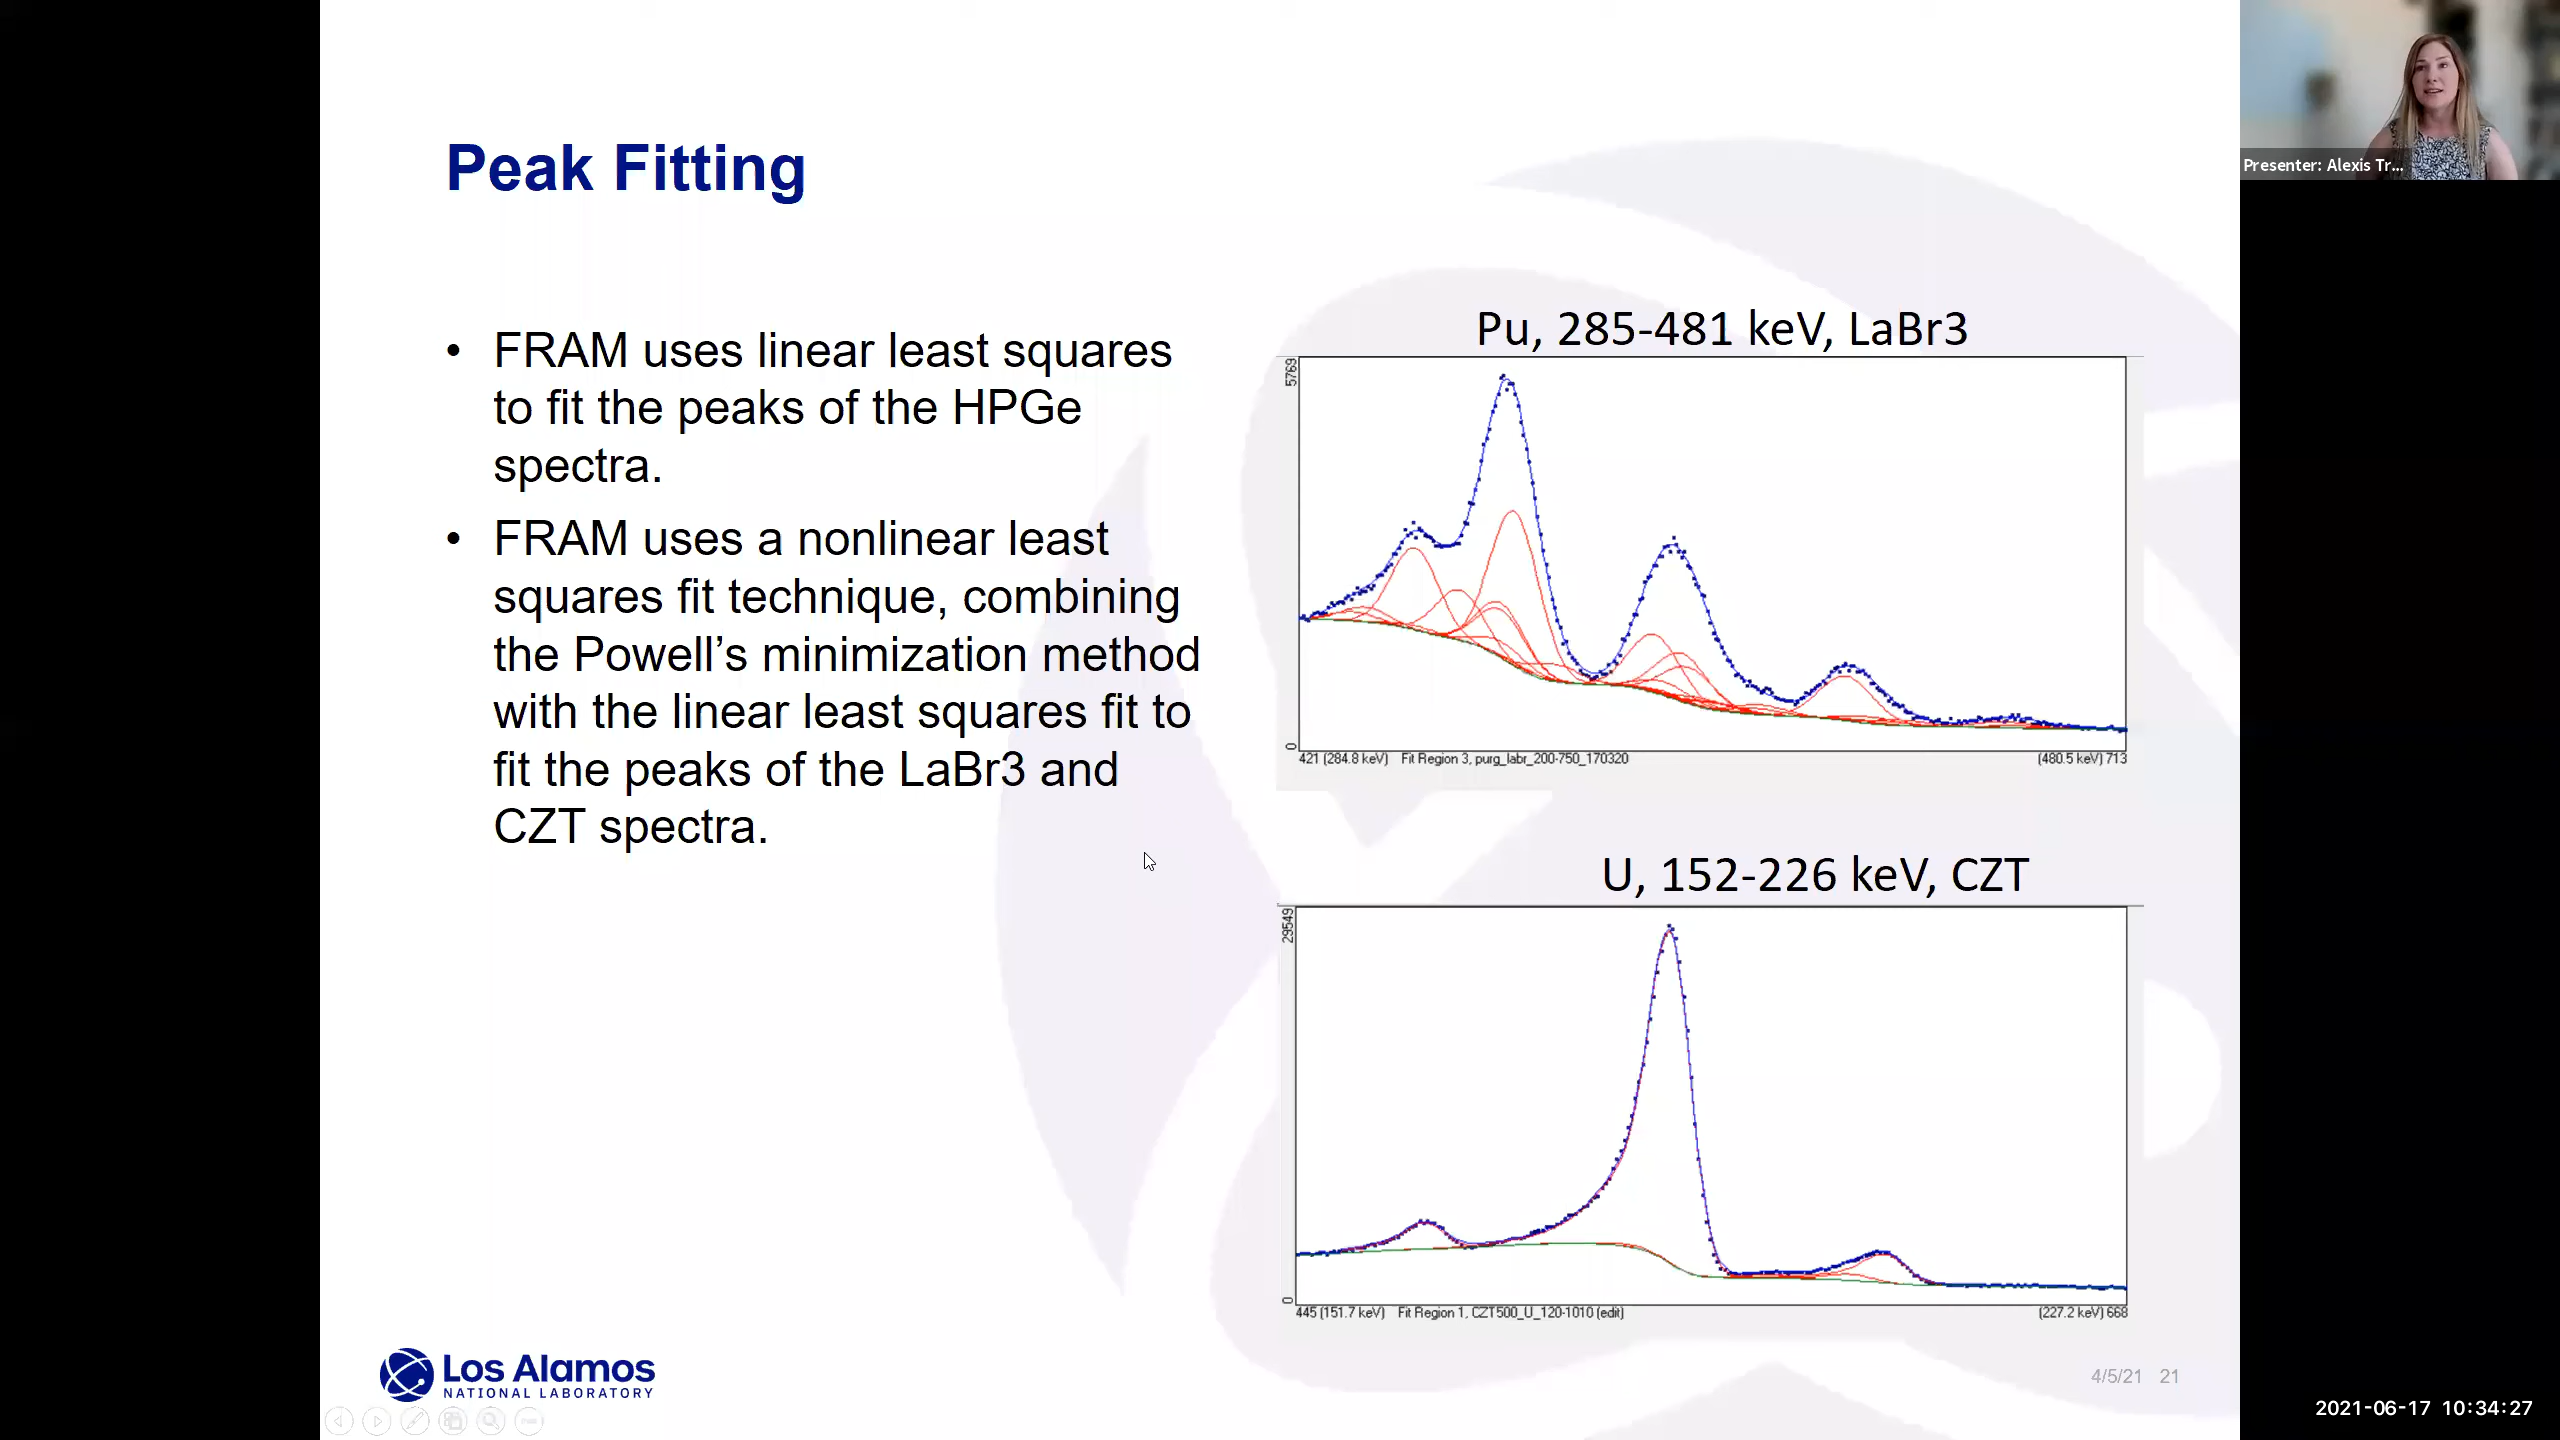 Presenter: Alexis Tr...
Peak Fitting
• FRAM uses linear least squares
to fit the peaks of the HPGe
spectra.
• FRAM uses a nonlinear least
squares fit technique, combining
the Powell's minimization method
with the linear least squares fit to
fit the peaks of the LaBr3 and
CZT spectra.
Pu, 285-481 keV, LaBr3
5769
0
421 (284.8 keV) Fit Region 3, purg_labr_200-750_170320 (480.5 keV) 713
U, 152-226 keV, CZT
29549
0
445 (151.7 keV) Fit Region 1, CZT500_U_120-1010 (edit) (227.2 keV) 668
Los Alamos
NATIONAL LABORATORY
4/5/21 21
2021-06-17 10:34:27